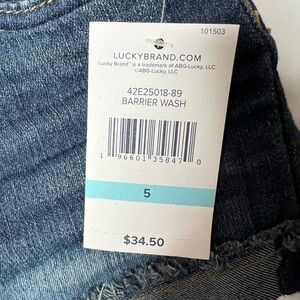 101503
LUCKYBRAND.COM
Lucky Brand™ is a trademark of ABG-Lucky, LLC.
©ABG-Lucky, LLC
42E25018-89
BARRIER WASH
1 96601 35847 0
5
$34.50